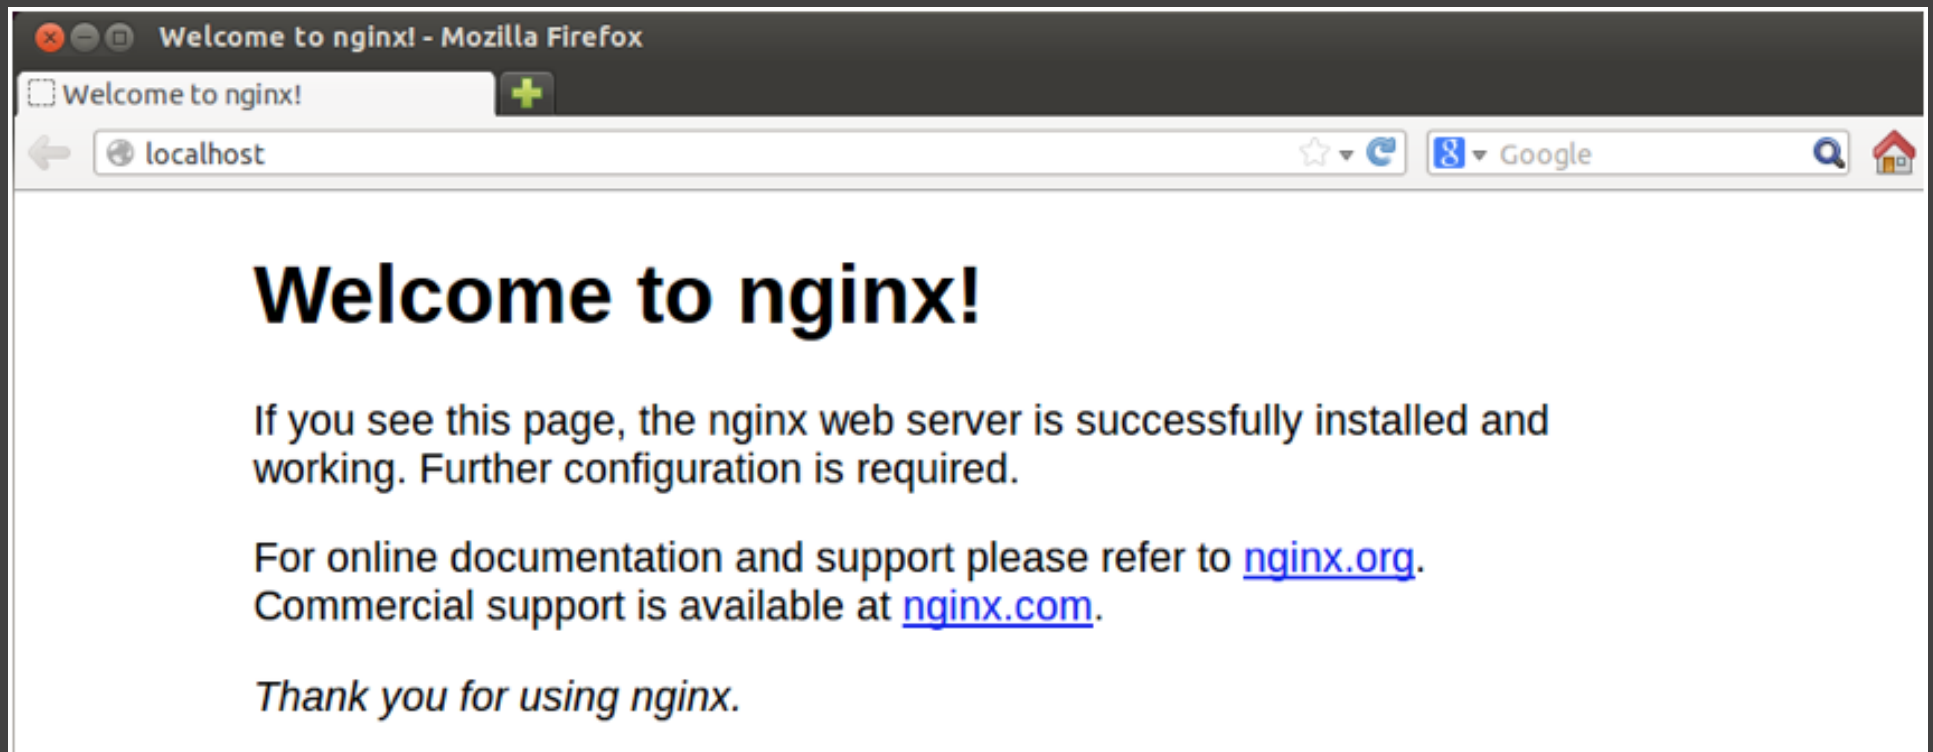 Welcome to nginx! - Mozilla Firefox
Welcome to nginx!
localhost
8 Google
Welcome to nginx!
If you see this page, the nginx web server is successfully installed and
working. Further configuration is required.
For online documentation and support please refer to nginx.org.
Commercial support is available at nginx.com.
Thank you for using nginx.